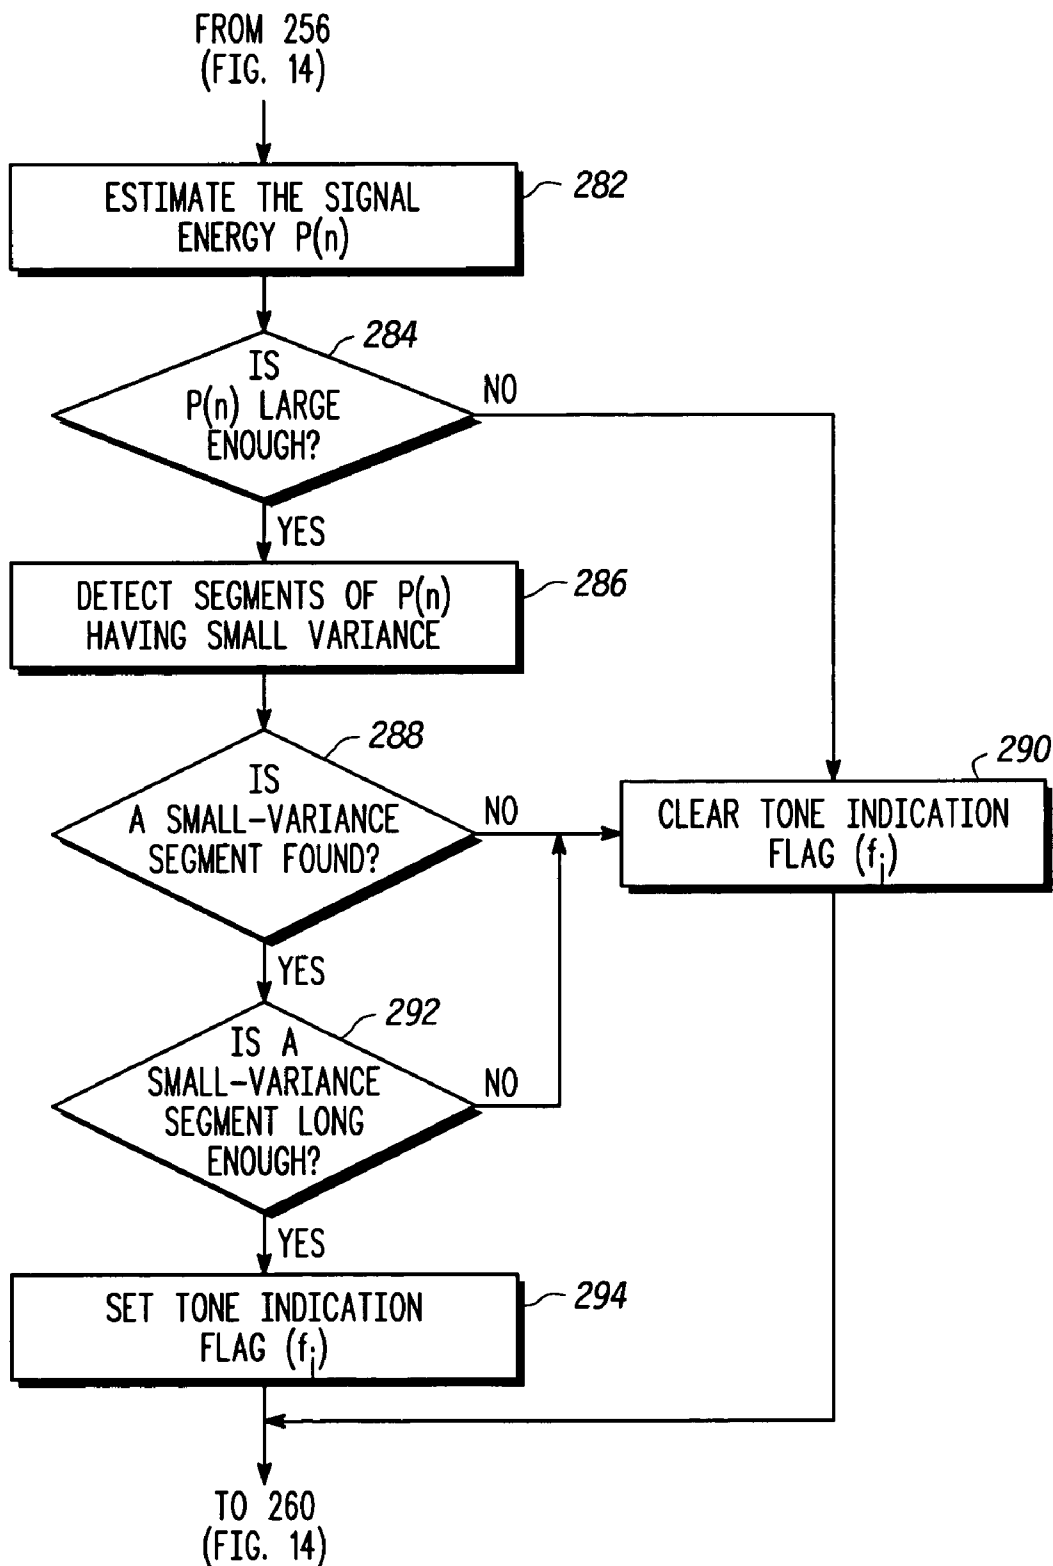 FROM 256
(FIG. 14)
ESTIMATE THE SIGNAL
ENERGY P(n)
282
IS
P(n) LARGE
ENOUGH?
284
NO
YES
DETECT SEGMENTS OF P(n)
HAVING SMALL VARIANCE
286
IS
A SMALL-VARIANCE
SEGMENT FOUND?
288
NO
CLEAR TONE INDICATION
FLAG (fj)
290
YES
IS A
SMALL-VARIANCE
SEGMENT LONG
ENOUGH?
292
NO
YES
SET TONE INDICATION
FLAG (fj)
294
TO 260
(FIG. 14)